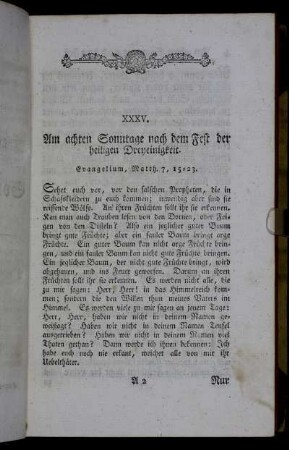 XXXV.
Am achten Sonntage nach dem Fest der
heiligen Dreyeinigkeit.
Evangelium, Matth. 7, 15-23.
Sehet euch vor, vor den falschen Propheten, die in
Schafskleidern zu euch kommen; inwendig aber sind sie
reissende Wölfe. An ihren Früchten sollt ihr sie erkennen.
Kan man auch Trauben lesen von den Dornen, oder Fei-
gen von den Disteln? Also ein jeglicher guter Baum
bringt gute Früchte; aber ein fauler Baum bringt arge
Früchte. Ein guter Baum kan nicht arge Früchte brin-
gen, und ein fauler Baum kan nicht gute Früchte bringen.
Ein jeglicher Baum, der nicht gute Früchte bringt, wird
abgehauen, und ins Feuer geworfen. Darum an ihren
Früchten sollt ihr sie erkennen. Es werden nicht alle, die
zu mir sagen: Herr! Herr! in das Himmelreich kom-
men; sondern die den Willen thun meines Vaters im
Himmel. Es werden viele zu mir sagen an jenem Tage:
Herr, Herr, haben wir nicht in deinem Namen ge-
weissagt? Haben wir nicht in deinem Namen Teufel
ausgetrieben? Haben wir nicht in deinem Namen viel
Thaten gethan? Dann werde ich ihnen bekennen: Ich
habe euch noch nie erkant, weichet alle von mir ihr
Uebelthäter.
A 2 Nur